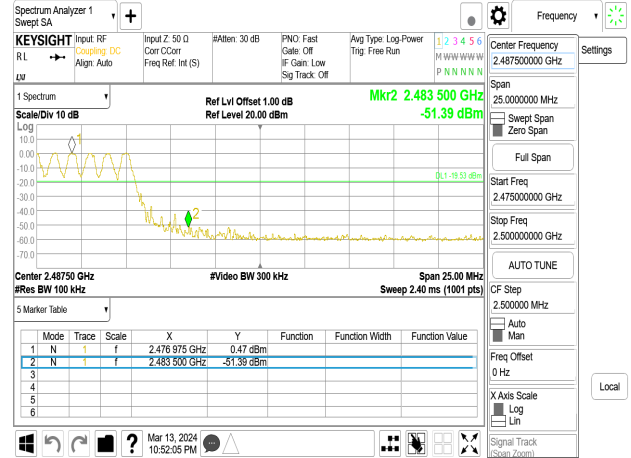 Spectrum Analyzer 1
Swept SA
Frequency
KEYSIGHT
RL
Input: RF
Coupling: DC
Align: Auto
Input Z: 50 Ω
Corr CCorr
Freq Ref: Int (S)
#Atten: 30 dB
PNO: Fast
Gate: Off
IF Gain: Low
Sig Track: Off
Avg Type: Log-Power
Trig: Free Run
1 2 3 4 5 6
M W W W W W
P N N N N N
1 Spectrum
Scale/Div 10 dB
Ref Lvl Offset 1.00 dB
Ref Level 20.00 dBm
Mkr2 2.483 500 GHz
-51.39 dBm
Log
10.0
0.00
-10.0
-20.0
-30.0
-40.0
-50.0
-60.0
-70.0
1
2
DL1 -19.53 dBm
Center 2.48750 GHz
#Res BW 100 kHz
#Video BW 300 kHz
Span 25.00 MHz
Sweep 2.40 ms (1001 pts)
5 Marker Table
Mode Trace Scale X Y Function Function Width Function Value
1 N 1 f 2.476 975 GHz 0.47 dBm
2 N 1 f 2.483 500 GHz -51.39 dBm
3
4
5
6
Mar 13, 2024
10:52:05 PM
Center Frequency
2.487500000 GHz
Span
25.0000000 MHz
Swept Span
Zero Span
Full Span
Start Freq
2.475000000 GHz
Stop Freq
2.500000000 GHz
AUTO TUNE
CF Step
2.500000 MHz
Auto
Man
Freq Offset
0 Hz
X Axis Scale
Log
Lin
Signal Track
(Span Zoom)
Settings
Local